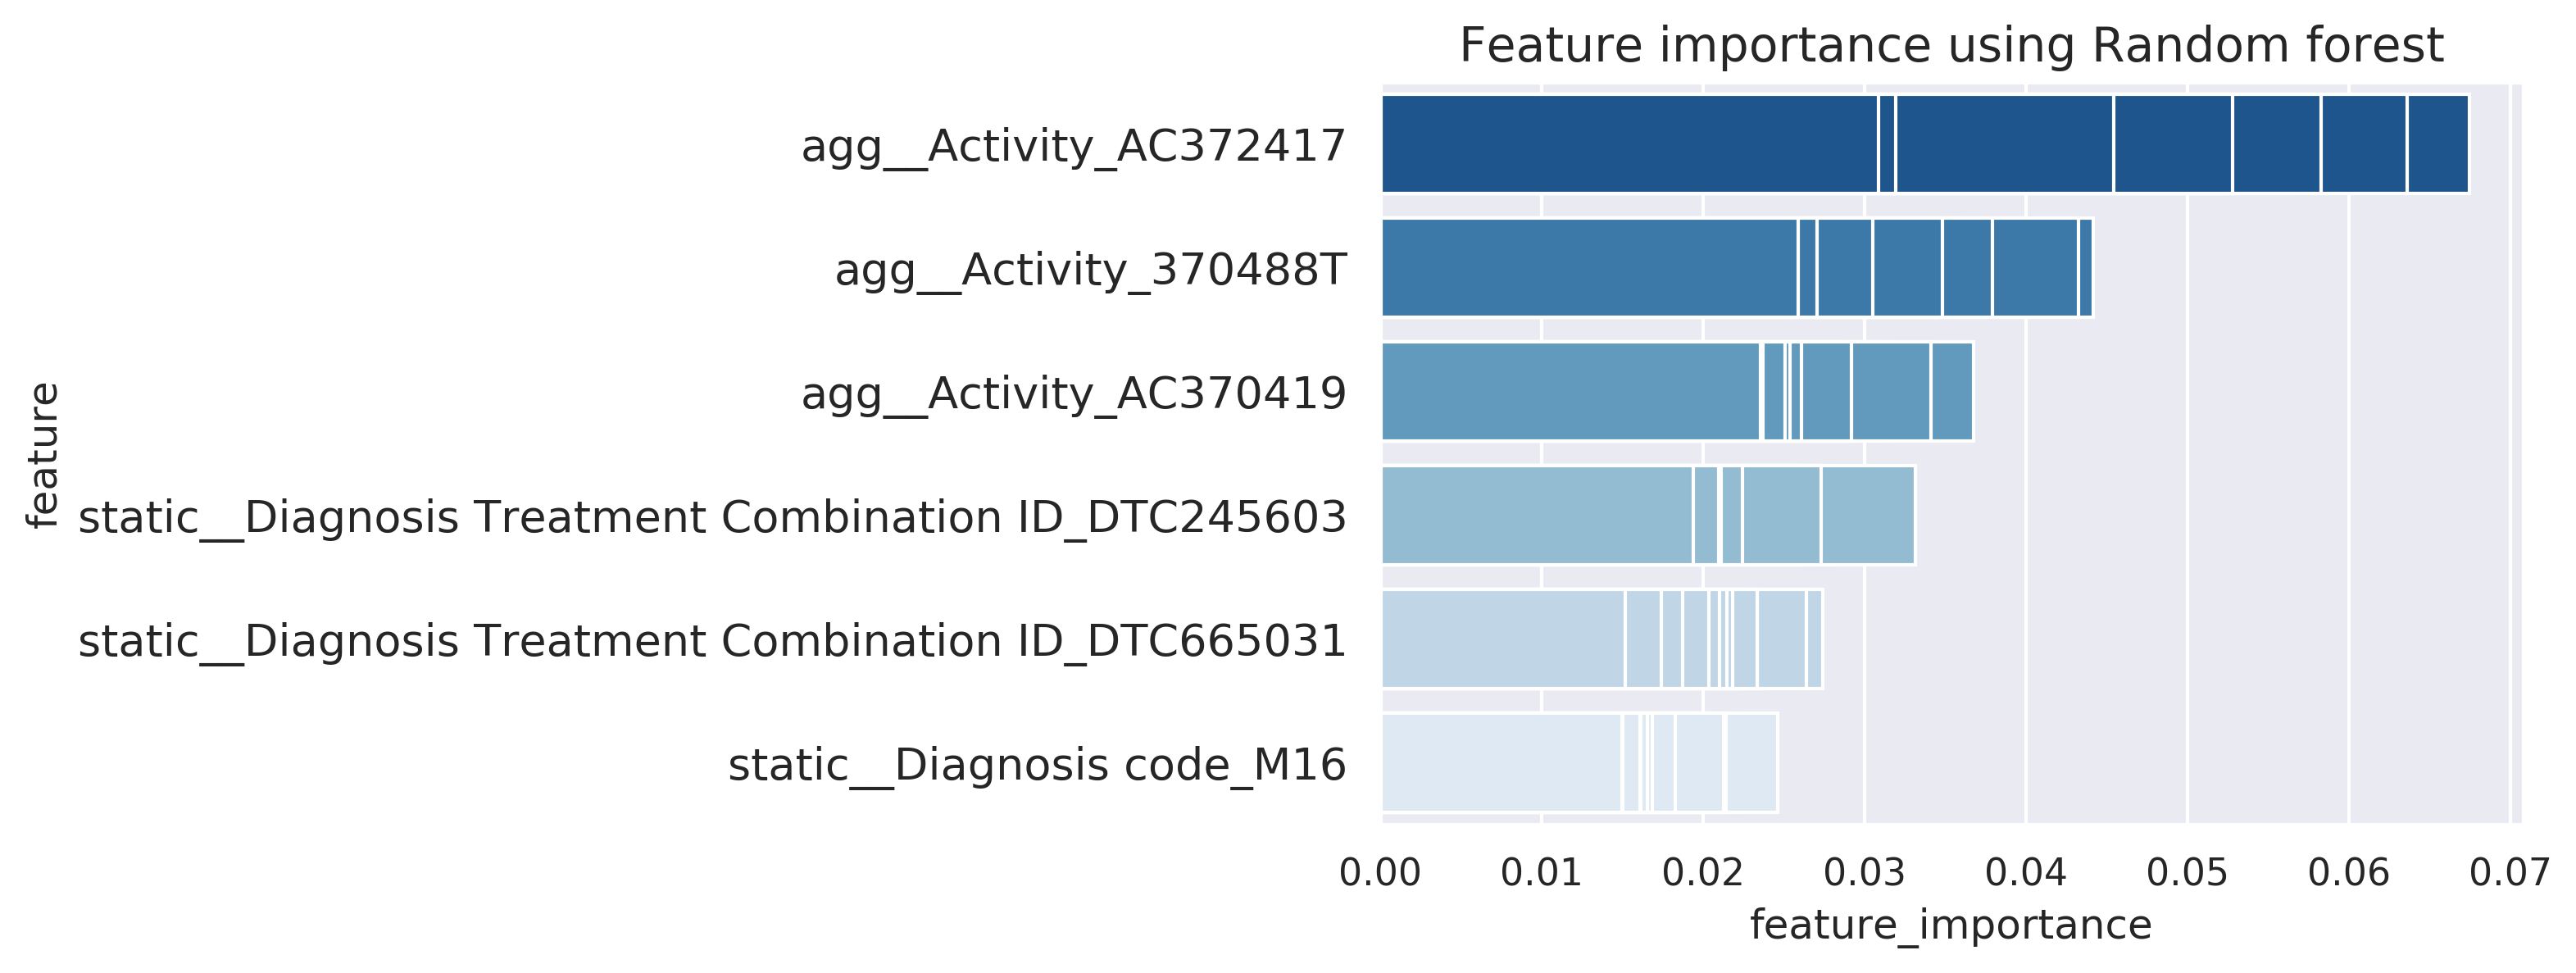 Feature importance using Random forest
feature
agg__Activity_AC372417
agg__Activity_370488T
agg__Activity_AC370419
static__Diagnosis Treatment Combination ID_DTC245603
static__Diagnosis Treatment Combination ID_DTC665031
static__Diagnosis code_M16
0.00 0.01 0.02 0.03 0.04 0.05 0.06 0.07
feature_importance